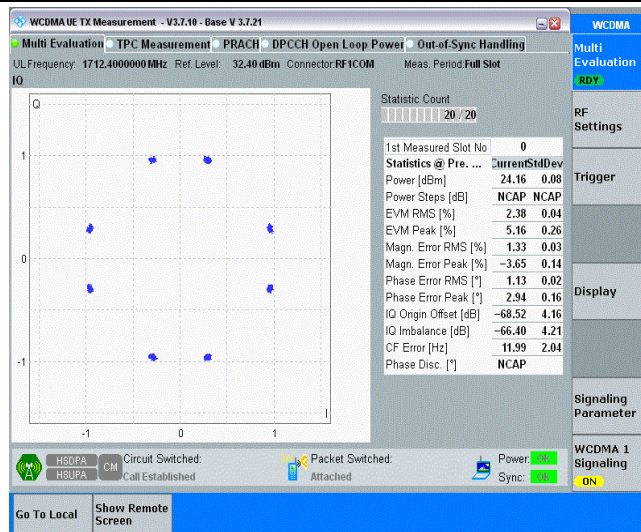 WCDMA UE TX Measurement - V3.7.10 - Base V 3.7.21
WCDMA
Multi Evaluation TPC Measurement PRACH DPCCH Open Loop Power Out-of-Sync Handling
UL Frequency: 1712.4000000 MHz Ref. Level: 32.40 dBm Connector:RF1COM Meas. Period:Full Slot
IQ
Multi
Evaluation
RDY
RF
Settings
Trigger
Display
Signaling
Parameter
WCDMA 1
Signaling
ON
Q
1
0
-1
I
-1 0 1
Statistic Count
20 / 20
1st Measured Slot No 0
Statistics @ Pre. ... CurrentStdDev
Power [dBm] 24.16 0.08
Power Steps [dB] NCAP NCAP
EVM RMS [%] 2.38 0.04
EVM Peak [%] 5.16 0.26
Magn. Error RMS [%] 1.33 0.03
Magn. Error Peak [%] −3.65 0.14
Phase Error RMS [°] 1.13 0.02
Phase Error Peak [°] 2.94 0.16
IQ Origin Offset [dB] −68.52 4.16
IQ Imbalance [dB] −66.40 4.21
CF Error [Hz] 11.99 2.04
Phase Disc. [°] NCAP
HSDPA
HSUPA
CM
Circuit Switched:
Call Established
Packet Switched:
Attached
Power: OK
Sync: OK
Go To Local
Show Remote
Screen